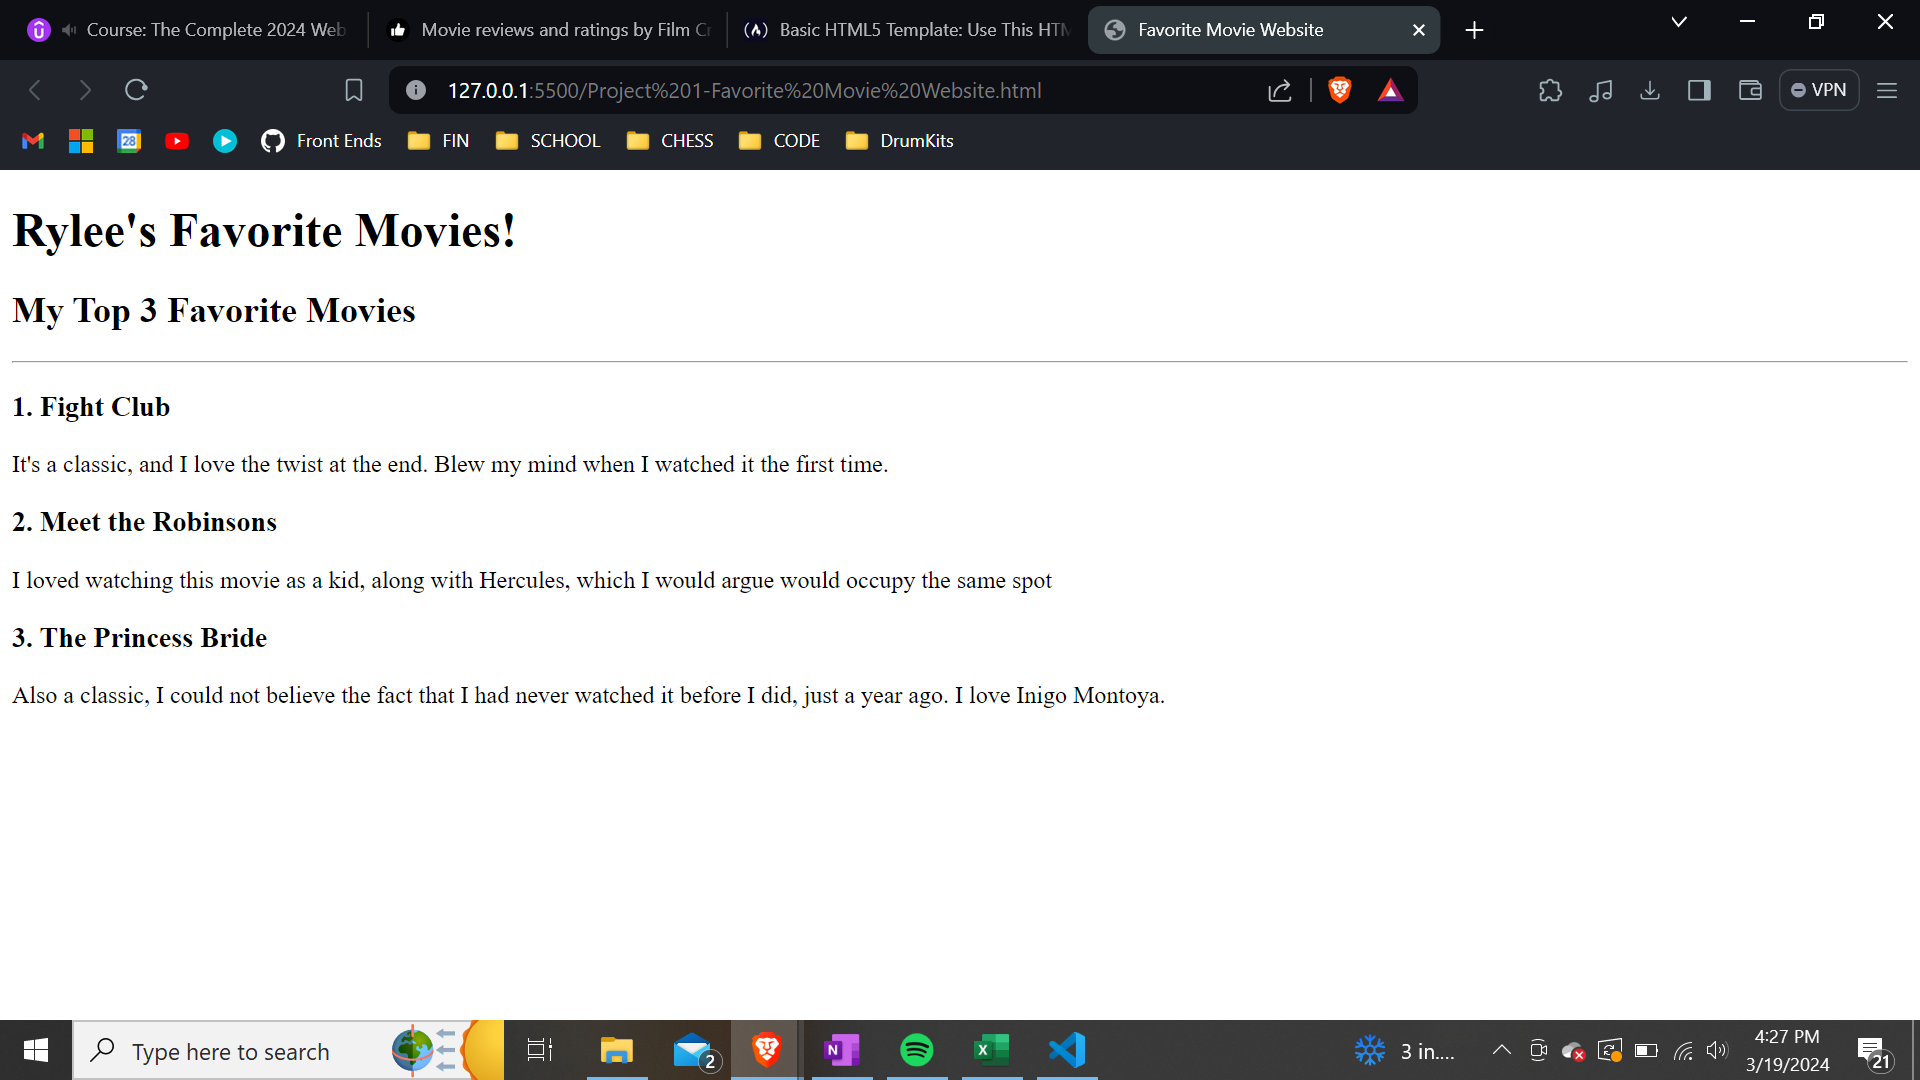 Course: The Complete 2024 Web
Movie reviews and ratings by Film Cr
Basic HTML5 Template: Use This HTM
Favorite Movie Website
127.0.0.1:5500/Project%201-Favorite%20Movie%20Website.html
VPN
28
Front Ends
FIN
SCHOOL
CHESS
CODE
DrumKits
Rylee's Favorite Movies!
My Top 3 Favorite Movies
1. Fight Club
It's a classic, and I love the twist at the end. Blew my mind when I watched it the first time.
2. Meet the Robinsons
I loved watching this movie as a kid, along with Hercules, which I would argue would occupy the same spot
3. The Princess Bride
Also a classic, I could not believe the fact that I had never watched it before I did, just a year ago. I love Inigo Montoya.
Type here to search
2
N
X
3 in....
4:27 PM
3/19/2024
21